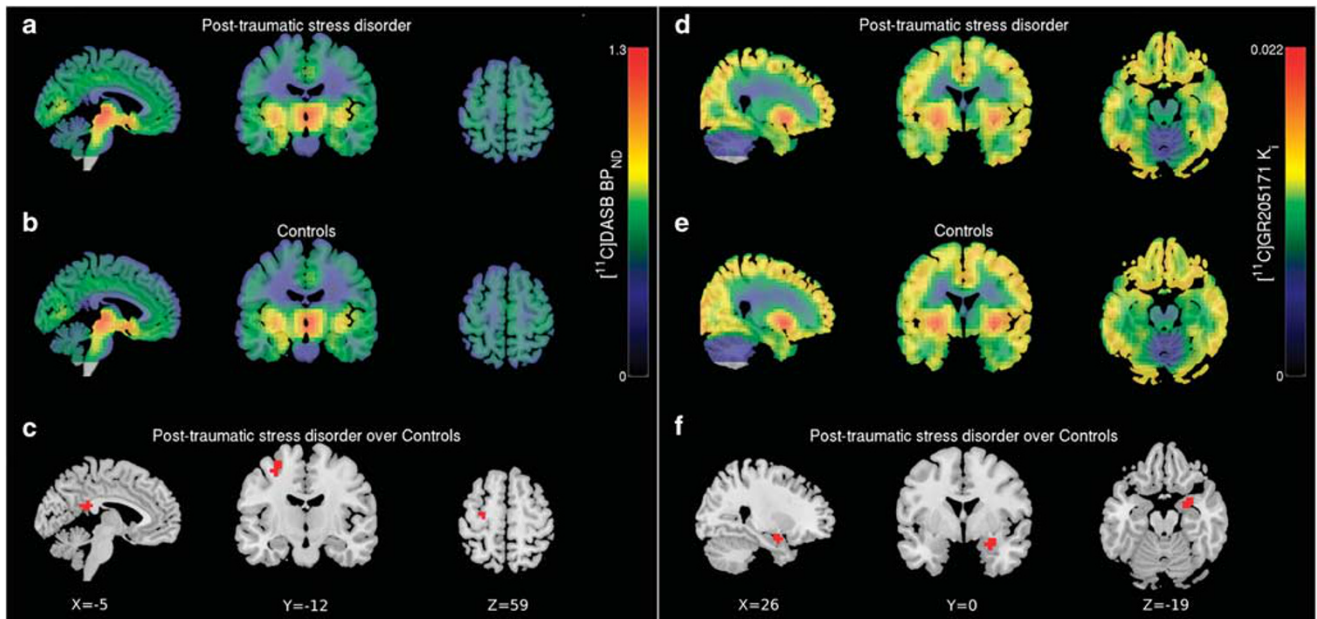 a
Post-traumatic stress disorder
1.3
[¹¹C]DASB BP_ND
0
b
Controls
c
Post-traumatic stress disorder over Controls
X=-5
Y=-12
Z=59
d
Post-traumatic stress disorder
0.022
[¹¹C]GR205171 K_i
0
e
Controls
f
Post-traumatic stress disorder over Controls
X=26
Y=0
Z=-19